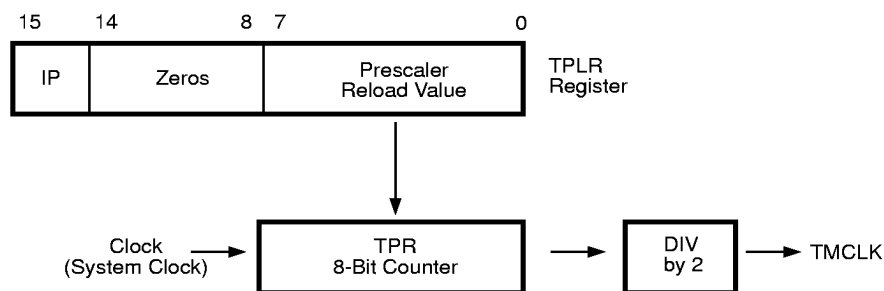 15 14 8 7 0
IP Zeros Prescaler
Reload Value
TPLR
Register
Clock
(System Clock)
TPR
8-Bit Counter
DIV
by 2
TMCLK